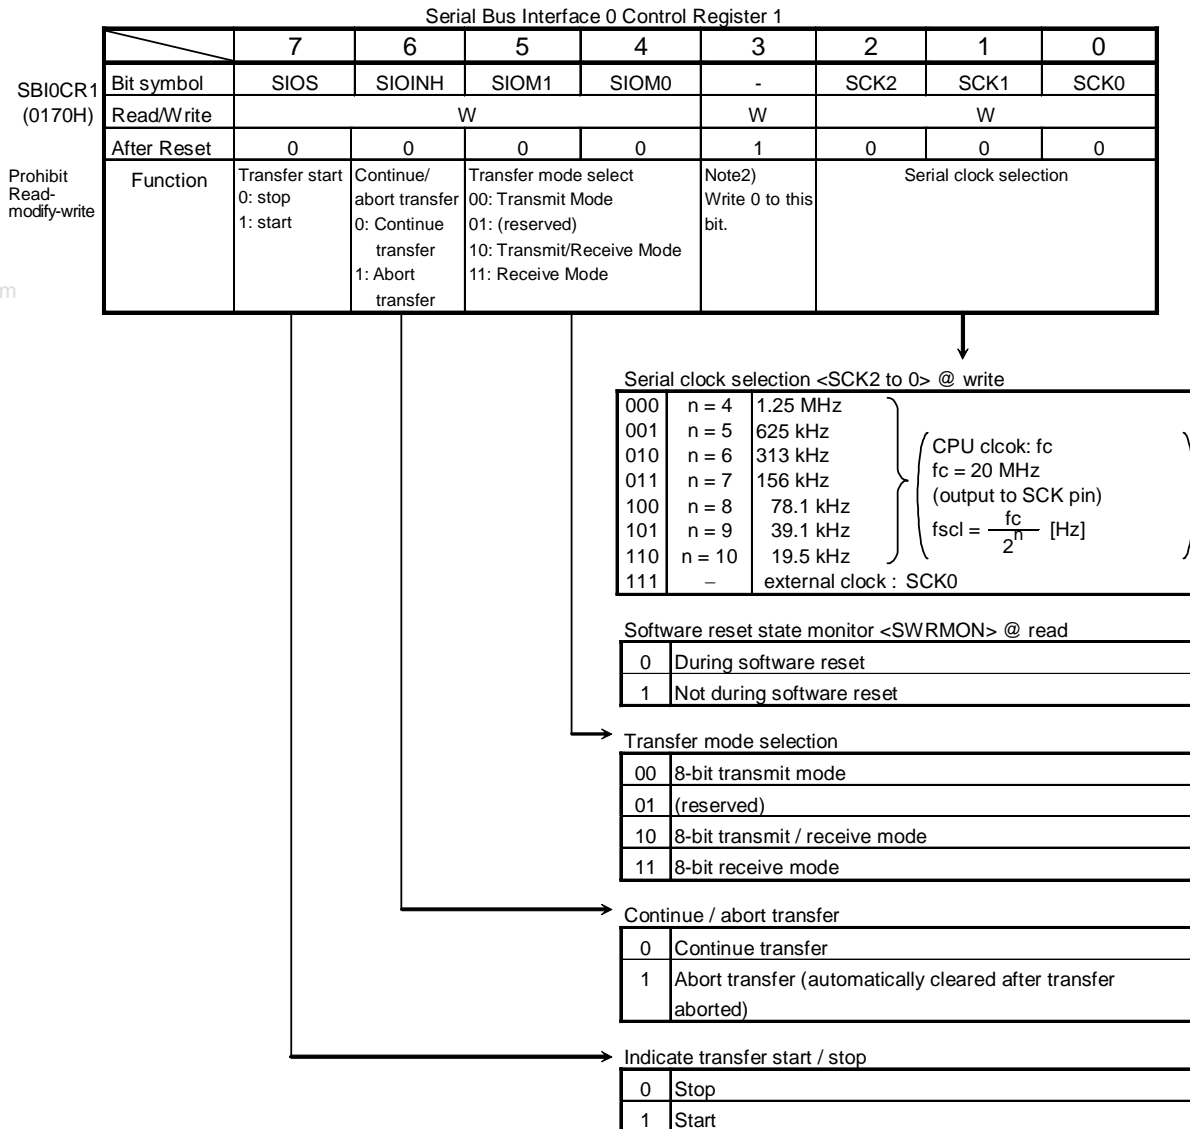 Serial Bus Interface 0 Control Register 1
7 6 5 4 3 2 1 0
SBI0CR1
(0170H)
Bit symbol SIOS SIOINH SIOM1 SIOM0 - SCK2 SCK1 SCK0
Read/Write W W W
After Reset 0 0 0 0 1 0 0 0
Prohibit
Read-
modify-write
Function
Transfer start
0: stop
1: start
Continue/
abort transfer
0: Continue
transfer
1: Abort
transfer
Transfer mode select
00: Transmit Mode
01: (reserved)
10: Transmit/Receive Mode
11: Receive Mode
Note2)
Write 0 to this
bit.
Serial clock selection
m
Serial clock selection <SCK2 to 0> @ write
000 n = 4 1.25 MHz
001 n = 5 625 kHz
010 n = 6 313 kHz
011 n = 7 156 kHz
100 n = 8 78.1 kHz
101 n = 9 39.1 kHz
110 n = 10 19.5 kHz
111 – external clock : SCK0
CPU clcok: fc
fc = 20 MHz
(output to SCK pin)
fscl = fc / 2^n [Hz]
Software reset state monitor <SWRMON> @ read
0 During software reset
1 Not during software reset
Transfer mode selection
00 8-bit transmit mode
01 (reserved)
10 8-bit transmit / receive mode
11 8-bit receive mode
Continue / abort transfer
0 Continue transfer
1 Abort transfer (automatically cleared after transfer
aborted)
Indicate transfer start / stop
0 Stop
1 Start